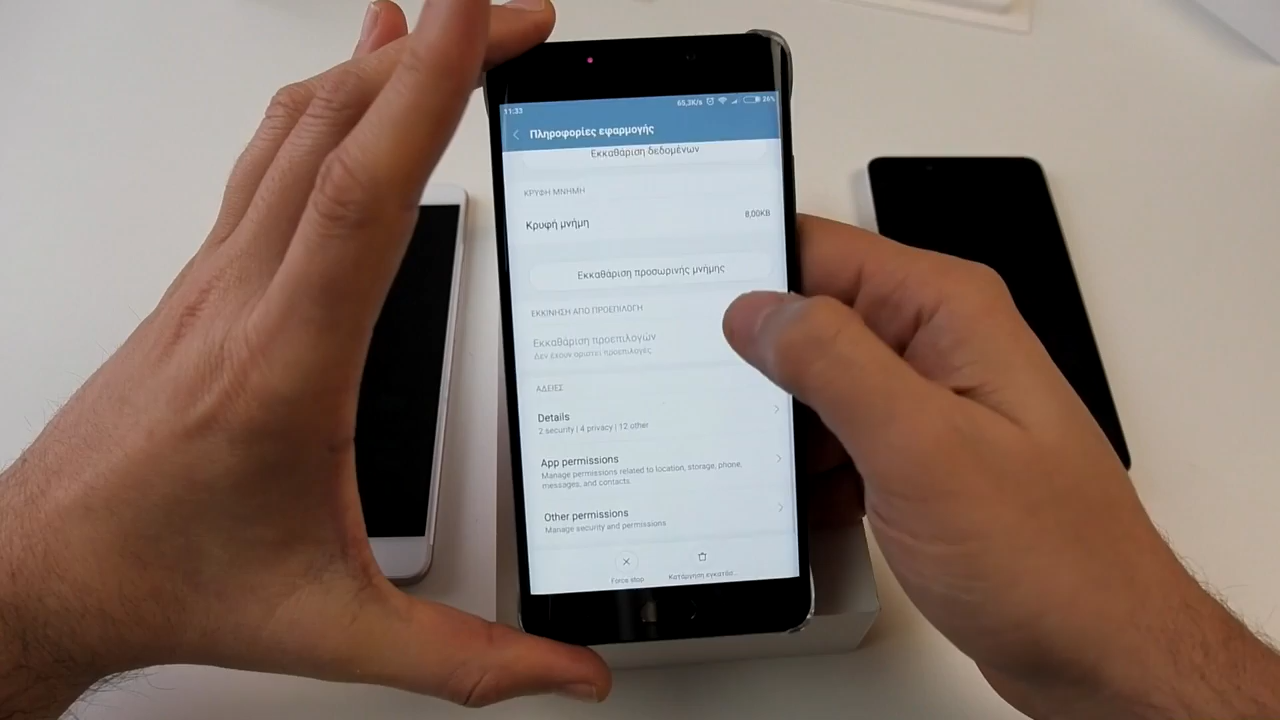 11:33 65,3K/s 26%
Πληροφορίες εφαρμογής
Εκκαθάριση δεδομένων
ΚΡΥΦΗ ΜΝΗΜΗ
Κρυφή μνήμη 8,00KB
Εκκαθάριση προσωρινής μνήμης
ΕΚΚΙΝΗΣΗ ΑΠΟ ΠΡΟΕΠΙΛΟΓΗ
Εκκαθάριση προεπιλογών
Δεν έχουν οριστεί προεπιλογές
ΑΔΕΙΕΣ
Details
2 security | 4 privacy | 12 other
App permissions
Manage permissions related to location, storage, phone,
messages, and contacts
Other permissions
Manage security and permissions
Force stop Κατάργηση εγκατάσ...